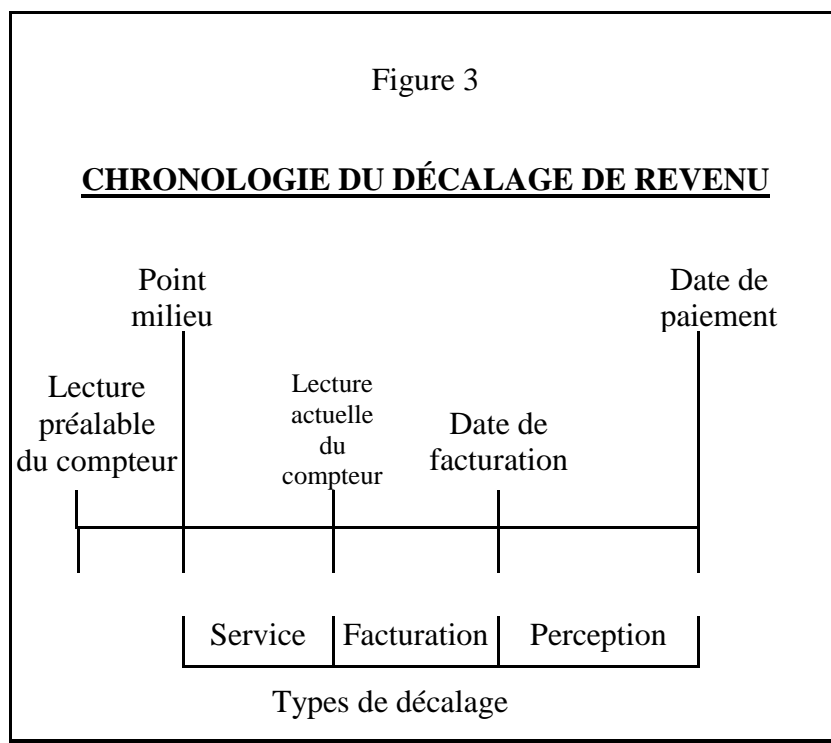 Figure 3
CHRONOLOGIE DU DÉCALAGE DE REVENU
Point
milieu
Date de
paiement
Lecture
préalable
du compteur
Lecture
actuelle
du
compteur
Date de
facturation
Service
Facturation
Perception
Types de décalage